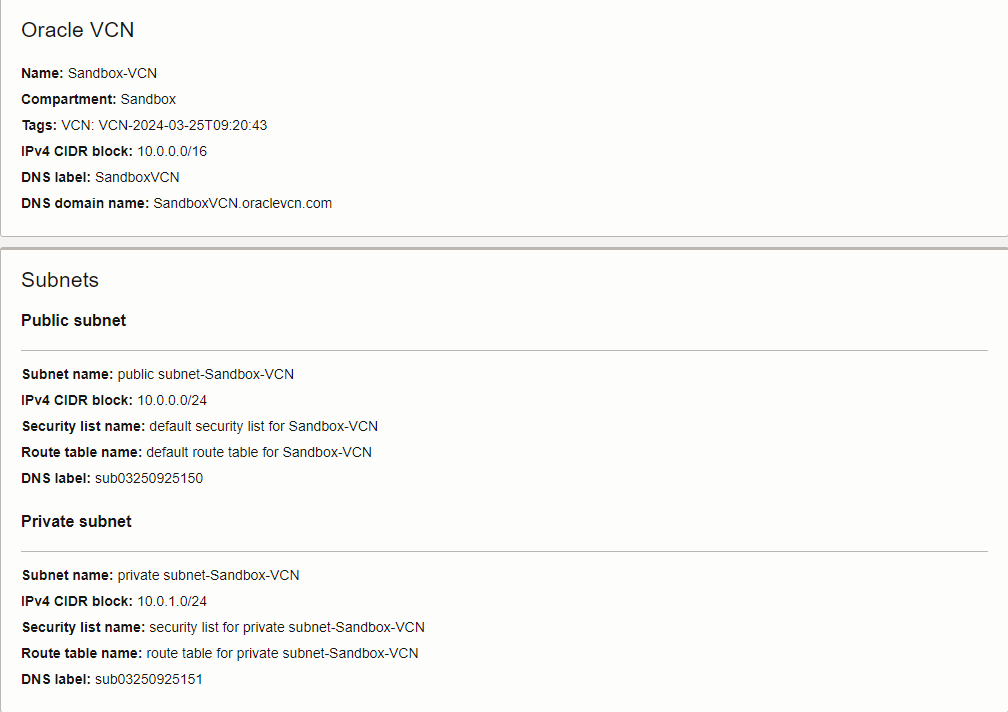 Oracle VCN
Name: Sandbox-VCN
Compartment: Sandbox
Tags: VCN: VCN-2024-03-25T09:20:43
IPv4 CIDR block: 10.0.0.0/16
DNS label: SandboxVCN
DNS domain name: SandboxVCN.oraclevcn.com
Subnets
Public subnet
Subnet name: public subnet-Sandbox-VCN
IPv4 CIDR block: 10.0.0.0/24
Security list name: default security list for Sandbox-VCN
Route table name: default route table for Sandbox-VCN
DNS label: sub03250925150
Private subnet
Subnet name: private subnet-Sandbox-VCN
IPv4 CIDR block: 10.0.1.0/24
Security list name: security list for private subnet-Sandbox-VCN
Route table name: route table for private subnet-Sandbox-VCN
DNS label: sub03250925151